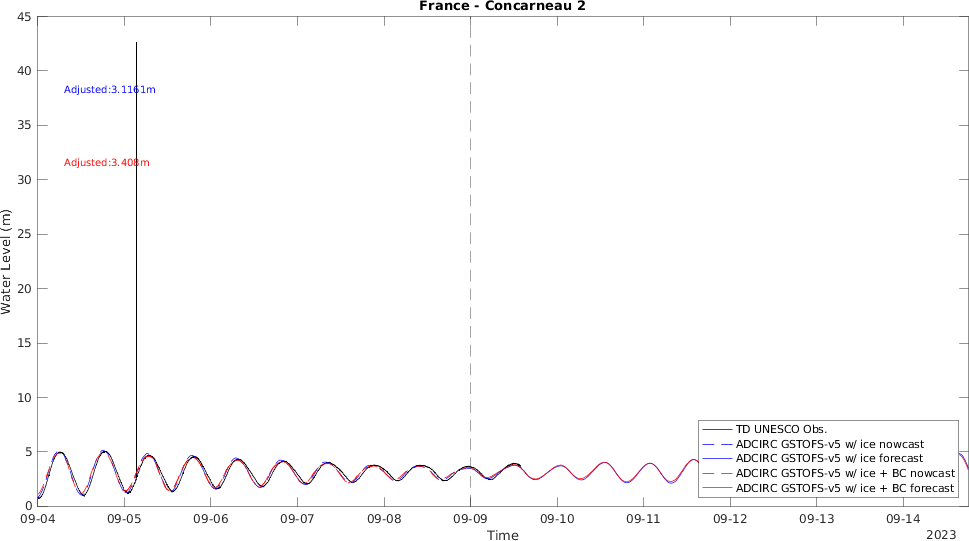 France - Concarneau 2
45
40
35
30
25
20
15
10
5
0
Water Level (m)
Adjusted:3.1161m
Adjusted:3.408m
TD UNESCO Obs.
ADCIRC GSTOFS-v5 w/ ice nowcast
ADCIRC GSTOFS-v5 w/ ice forecast
ADCIRC GSTOFS-v5 w/ ice + BC nowcast
ADCIRC GSTOFS-v5 w/ ice + BC forecast
09-04 09-05 09-06 09-07 09-08 09-09 09-10 09-11 09-12 09-13 09-14
Time
2023